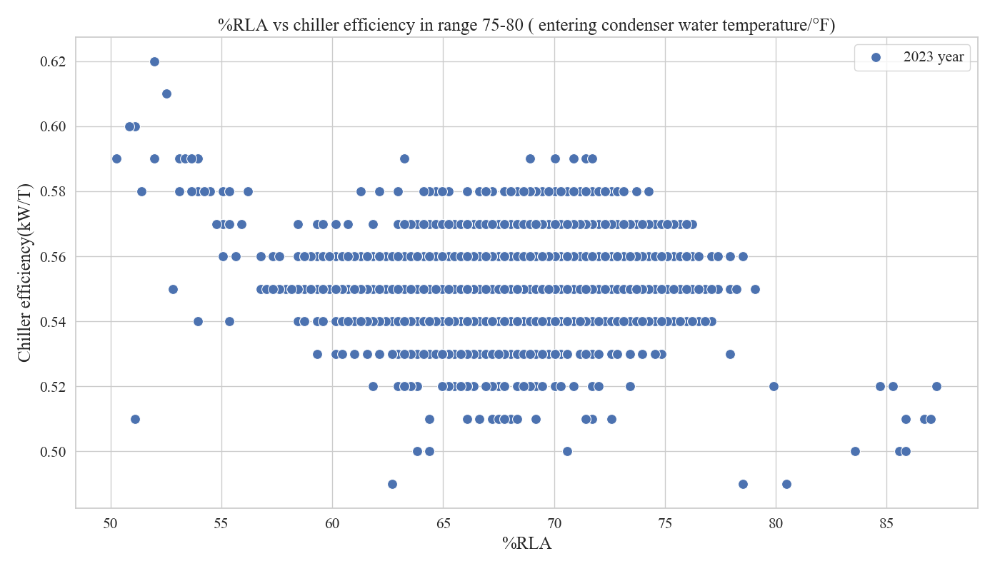 %RLA vs chiller efficiency in range 75-80 ( entering condenser water temperature/°F)
2023 year
Chiller efficiency(kW/T)
0.62
0.60
0.58
0.56
0.54
0.52
0.50
50 55 60 65 70 75 80 85
%RLA